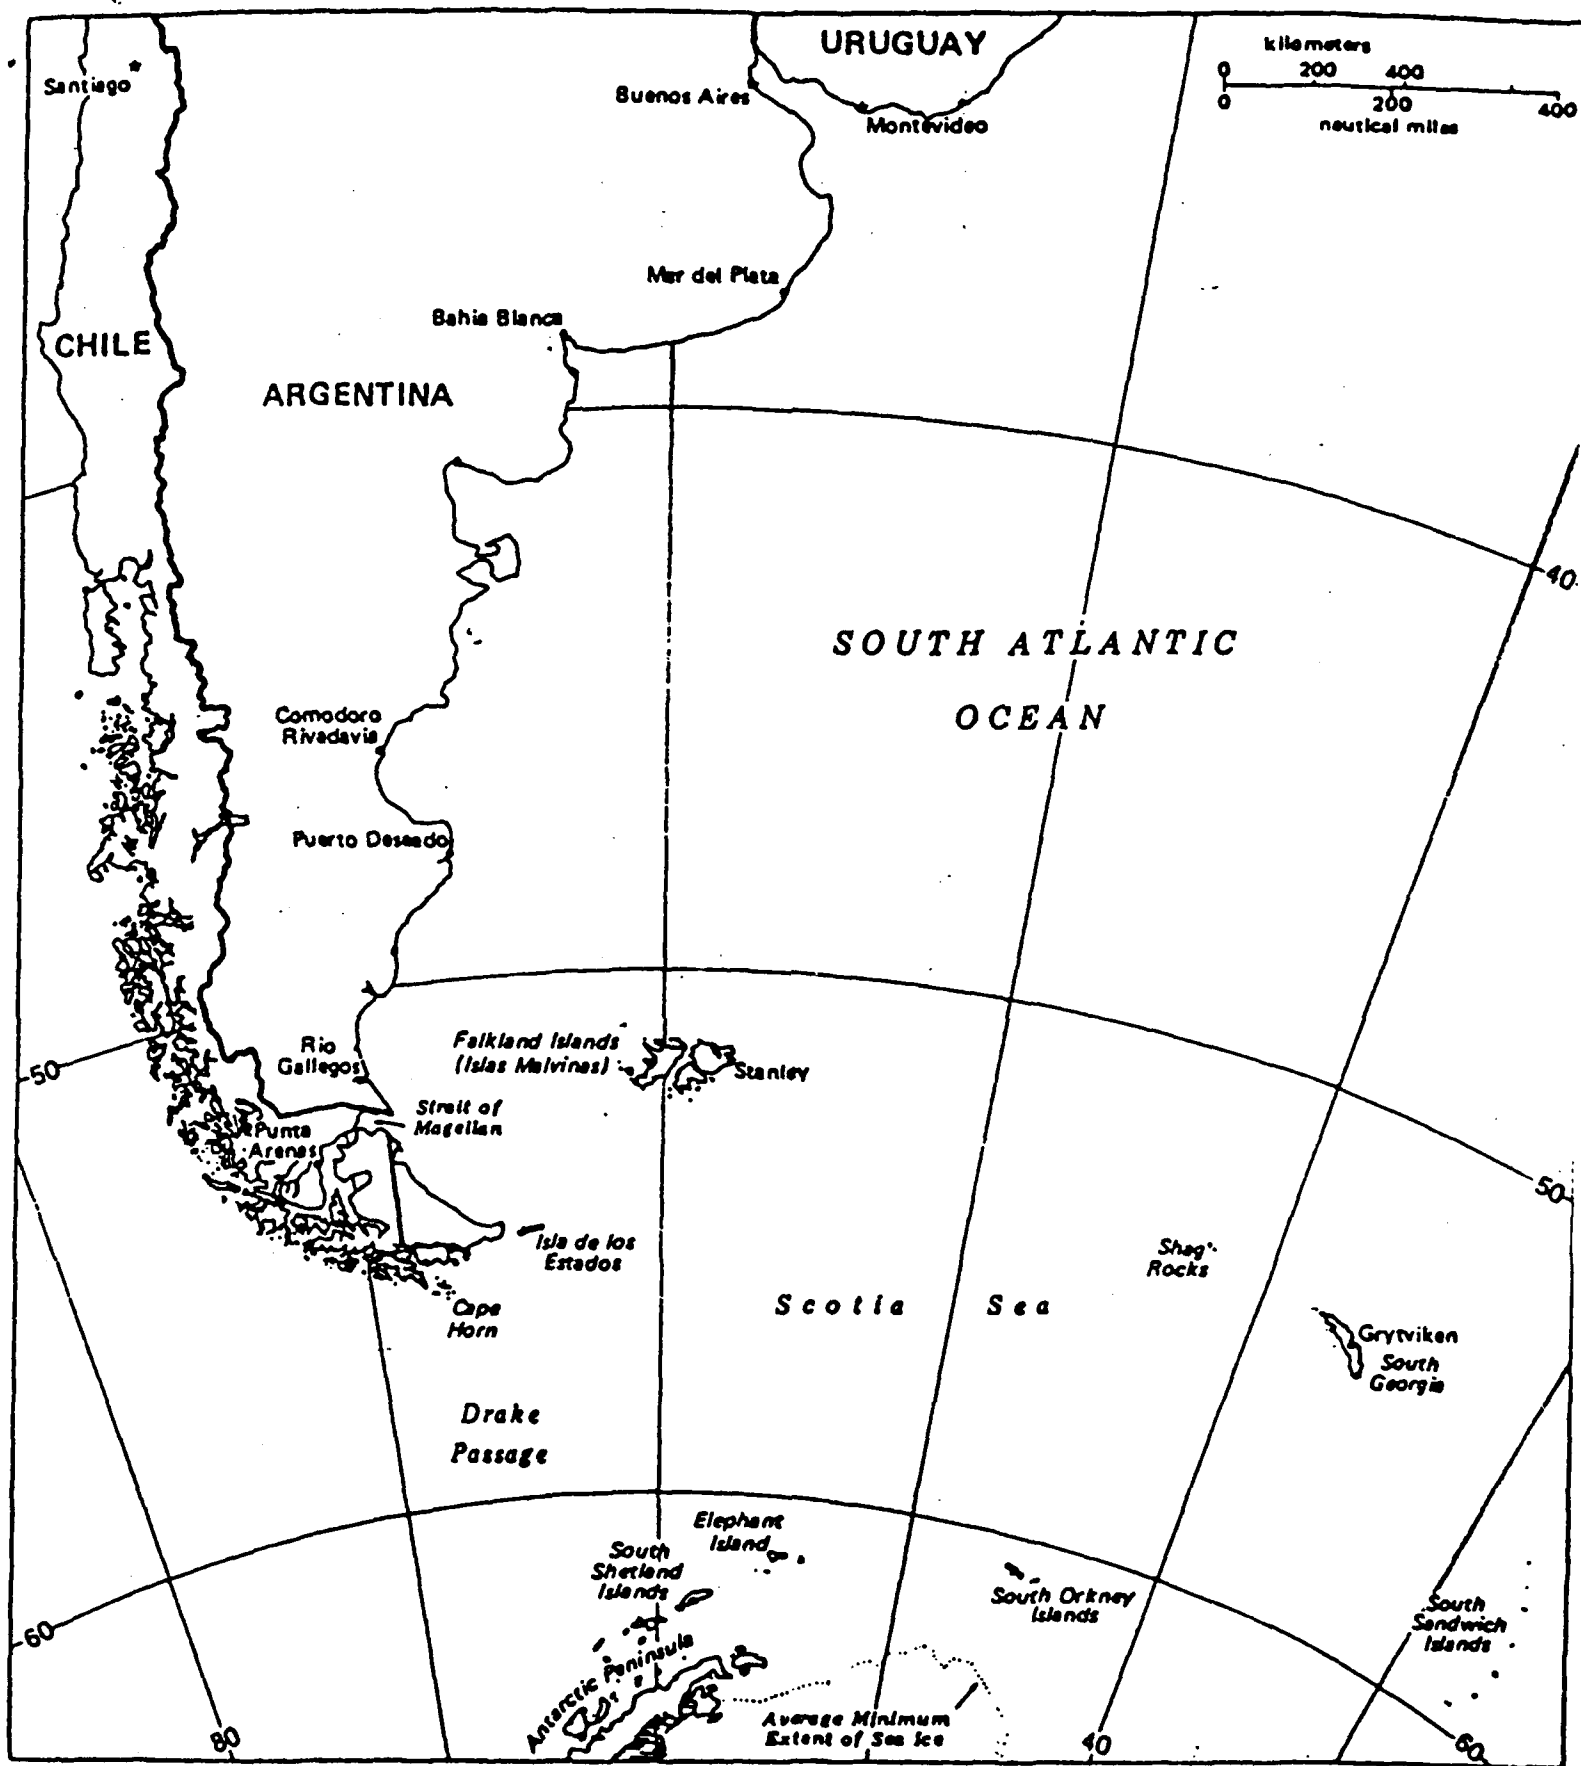 URUGUAY
kilometers
0 200 400
0 200 400
nautical miles
Santiago
Buenos Aires
Montevideo
Mar del Plata
Bahia Blanca
CHILE
ARGENTINA
40
SOUTH ATLANTIC
OCEAN
Comodoro
Rivadavia
Puerto Deseado
Rio
Gallegos
Falkland Islands
(Islas Malvinas)
Stanley
50
Strait of
Magellan
Punta
Arenas
50
Isla de los
Estados
Shag
Rocks
Cape
Horn
Scotia Sea
Grytviken
South
Georgia
Drake
Passage
Elephant
Island
South
Shetland
Islands
South Orkney
Islands
South
Sandwich
Islands
60
Antarctic Peninsula
Average Minimum
Extent of Sea Ice
80
40
60